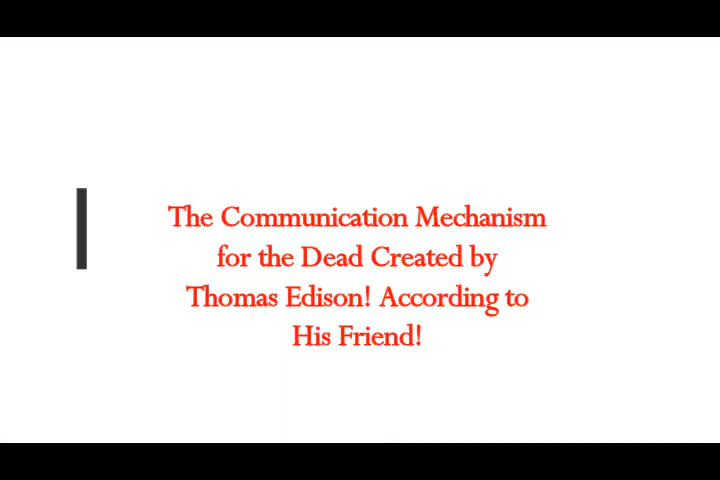 The Communication Mechanism
for the Dead Created by
Thomas Edison! According to
His Friend!